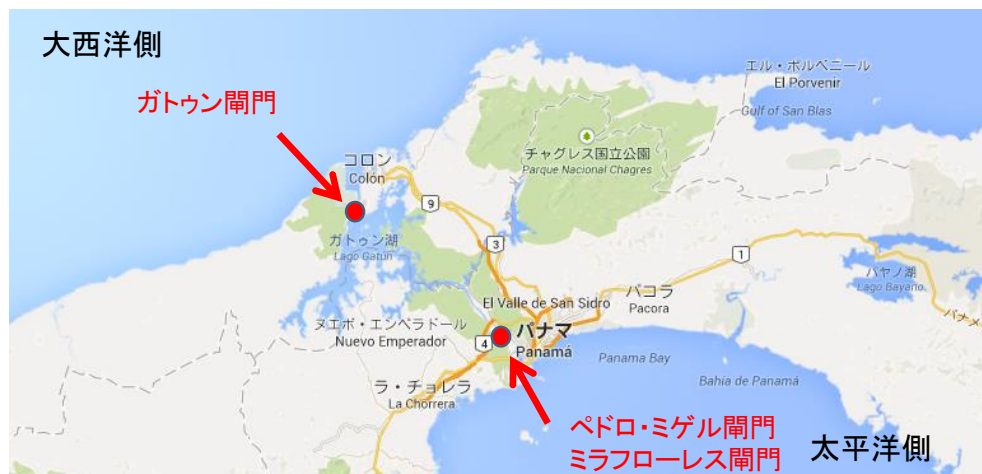 大西洋側
エル・ポルベニール
El Porvenir
ガトゥン閘門
Gulf of San Blas
コロン
Colón
チャグレス国立公園
Parque Nacional Chagres
9
ガトゥン湖
Lago Gatún
3
1
バヤノ湖
Lago Bayano
El Valle de San Sidro
パコラ
Pacora
ヌエボ・エンペラドール
Nuevo Emperador
4
パナマ
Panamá
パナメ
Panama Bay
Bahía de Panamá
ラ・チョレラ
La Chorrera
ペドロ・ミゲル閘門
ミラフローレス閘門
太平洋側